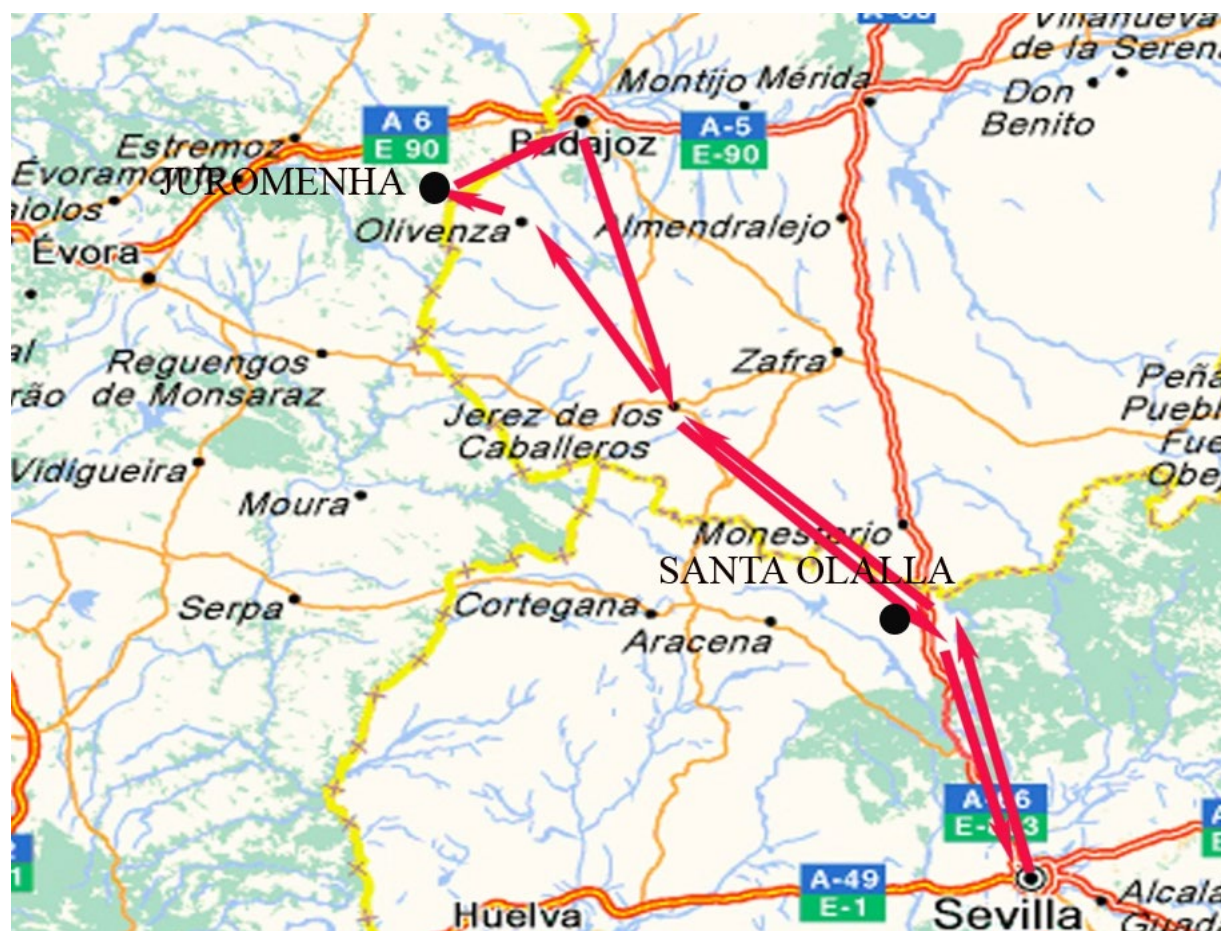 Villanueva
de la Serena
Montijo
Mérida
Don
Benito
A 6
E 90
Badajoz
A-5
E-90
Estremoz
JUROMENHA
Olivenza
Almendralejo
Évora
Reguengos
de Monsaraz
Zafra
Jerez de los
Caballeros
Vidigueira
Moura
Monesterio
SANTA OLALLA
Serpa
Cortegana
Aracena
A-66
E-803
A-49
E-1
Huelva
Sevilla